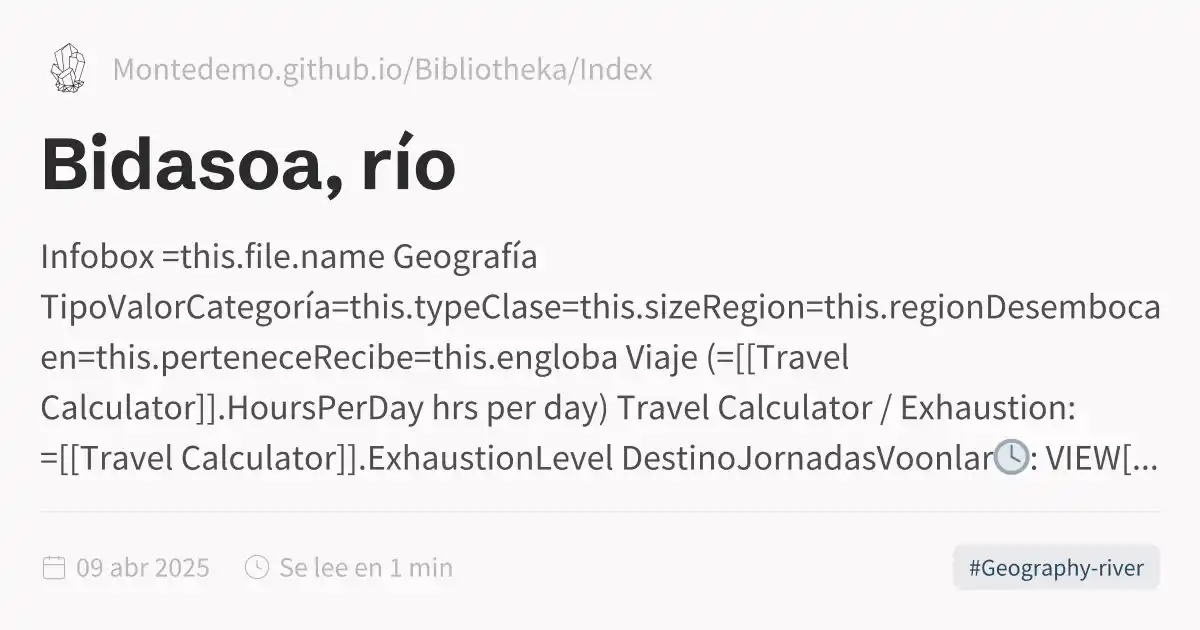 Montedemo.github.io/Bibliotheka/Index
Bidasoa, río
Infobox =this.file.name Geografía
TipoValorCategoría=this.typeClase=this.sizeRegion=this.regionDesemboca
en=this.perteneceRecibe=this.engloba Viaje (=[[Travel
Calculator]].HoursPerDay hrs per day) Travel Calculator / Exhaustion:
=[[Travel Calculator]].ExhaustionLevel DestinoJornadasVoonlar🕓: VIEW[...
09 abr 2025 Se lee en 1 min
#Geography-river